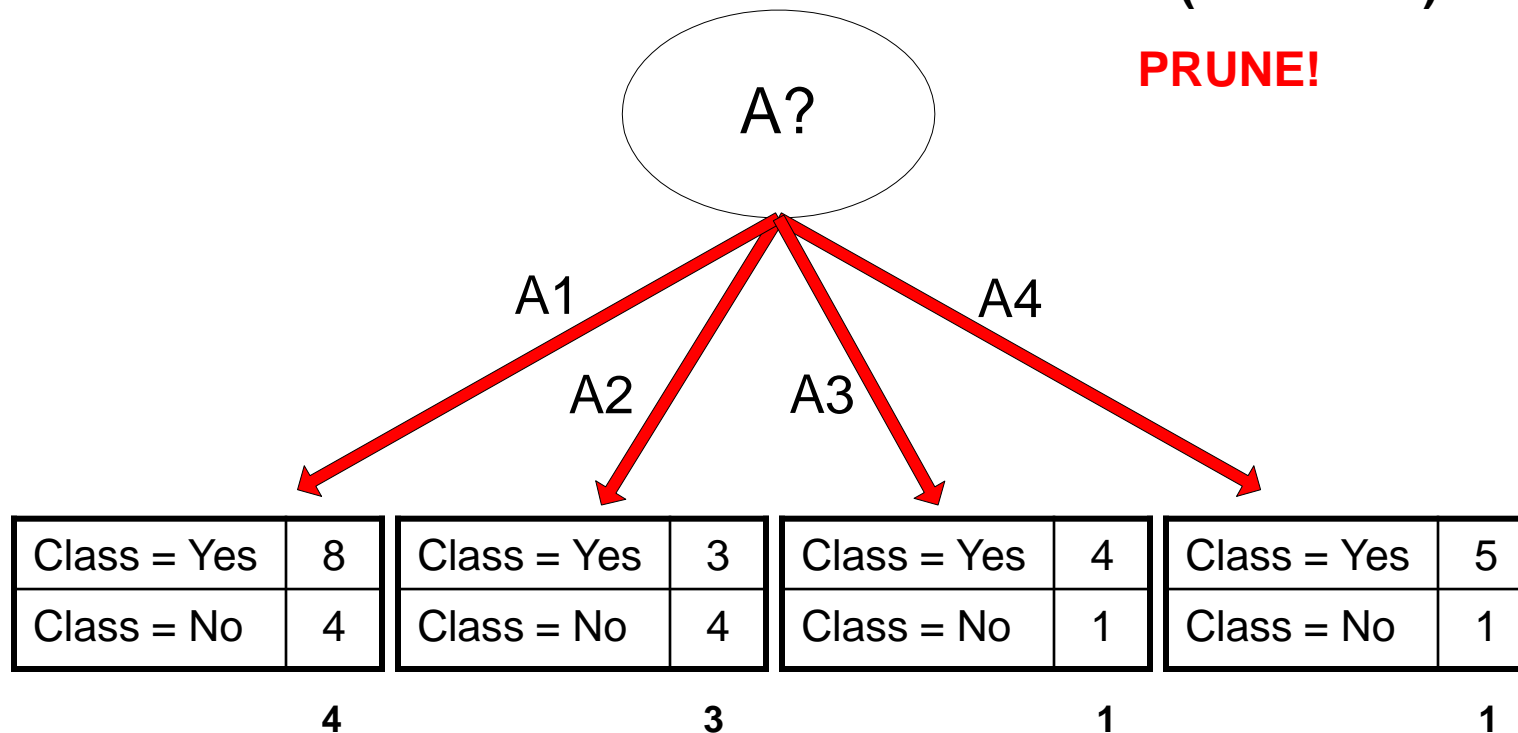 PRUNE!
A?
A1
A4
A2
A3
Class = Yes 8 Class = Yes 3 Class = Yes 4 Class = Yes 5
Class = No 4 Class = No 4 Class = No 1 Class = No 1
4 3 1 1